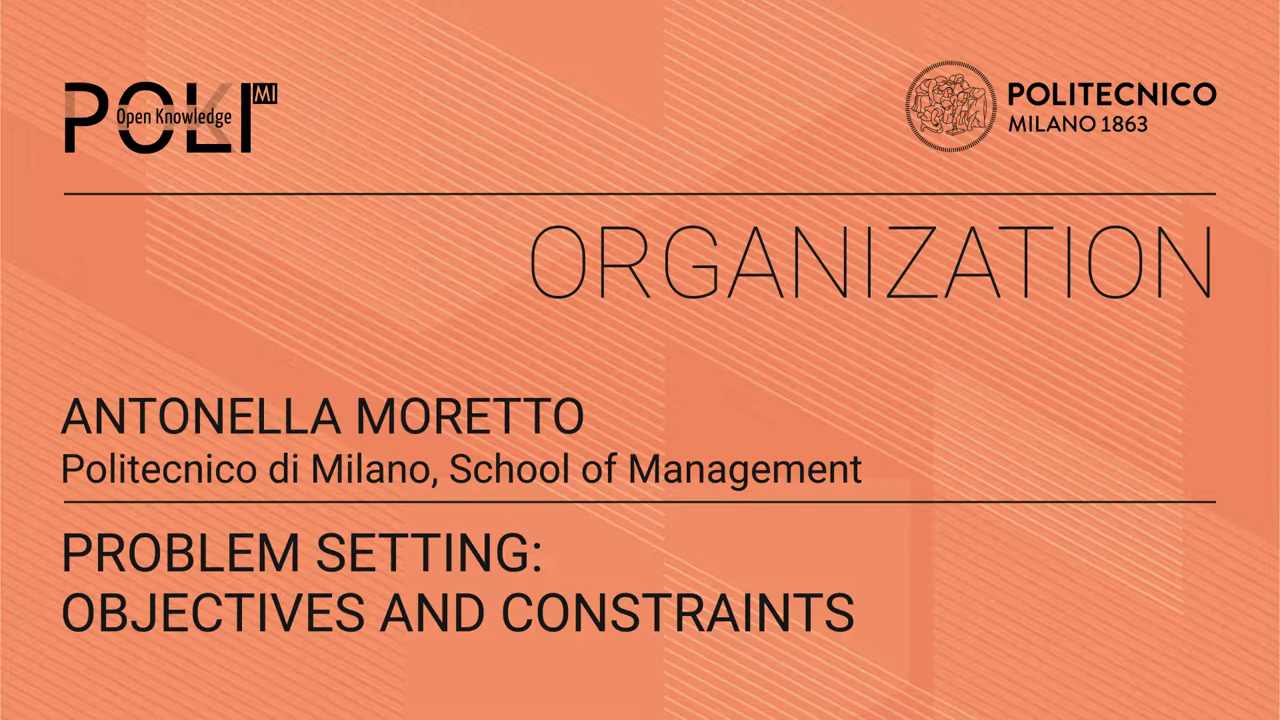 POLI MI
Open Knowledge
POLITECNICO
MILANO 1863
ORGANIZATION
ANTONELLA MORETTO
Politecnico di Milano, School of Management
PROBLEM SETTING:
OBJECTIVES AND CONSTRAINTS